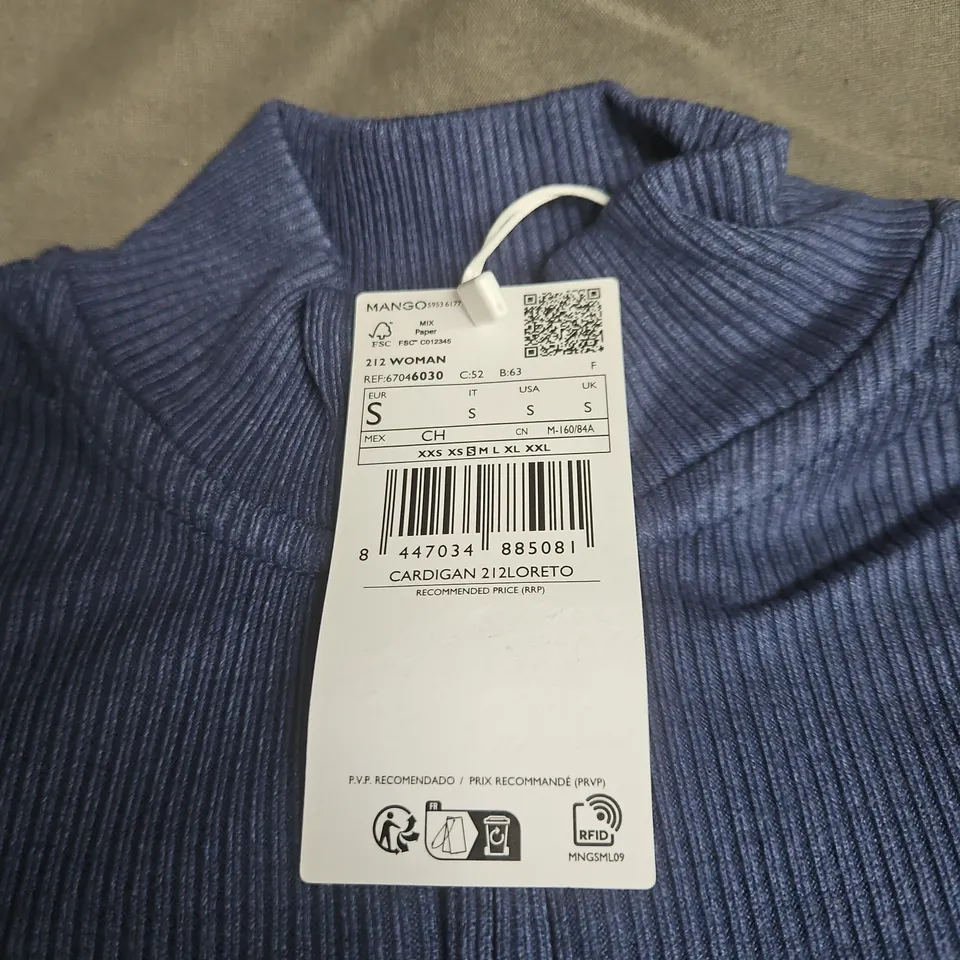 MANGO 5953 6177
MIX
Paper
FSC FSC™ C012345
212 WOMAN
REF:67046030 C:52 B:63 F
EUR IT USA UK
S S S S
MEX CH CN M-160/84A
XXS XS S M L XL XXL
8 447034 885081
CARDIGAN 212LORETO
RECOMMENDED PRICE (RRP)
P.V.P. RECOMENDADO / PRIX RECOMMANDÉ (PRVP)
FR
RFID
MNGSML09